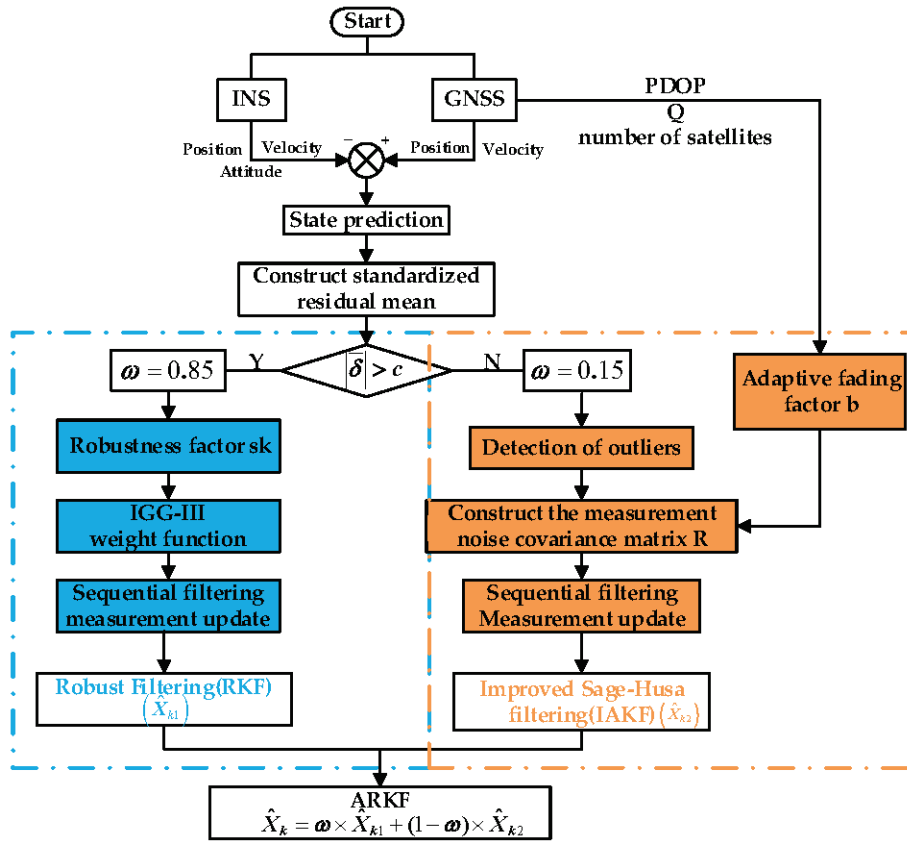 Start
INS
GNSS
PDOP
Q
number of satellites
Position
Velocity
Attitude
−
+
Position
Velocity
State prediction
Construct standardized
residual mean
ω = 0.85
Y
|δ̄| > c
N
ω = 0.15
Adaptive fading
factor b
Robustness factor sk
Detection of outliers
IGG-III
weight function
Construct the measurement
noise covariance matrix R
Sequential filtering
measurement update
Sequential filtering
Measurement update
Robust Filtering(RKF)
(X̂k1)
Improved Sage-Husa
filtering(IAKF)(X̂k2)
ARKF
X̂k = ω × X̂k1 + (1 − ω) × X̂k2